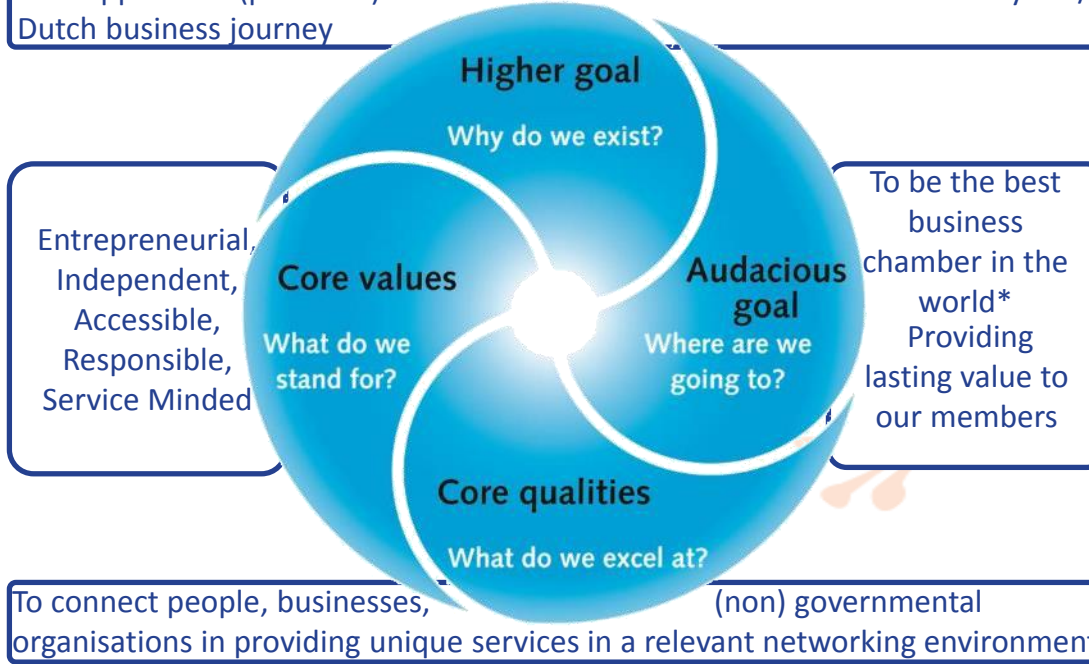 Dutch business journey
Higher goal
Why do we exist?
Entrepreneurial,
Independent,
Accessible,
Responsible,
Service Minded
Core values
What do we
stand for?
Audacious
goal
Where are we
going to?
To be the best
business
chamber in the
world*
Providing
lasting value to
our members
Core qualities
What do we excel at?
To connect people, businesses, (non) governmental
organisations in providing unique services in a relevant networking environment